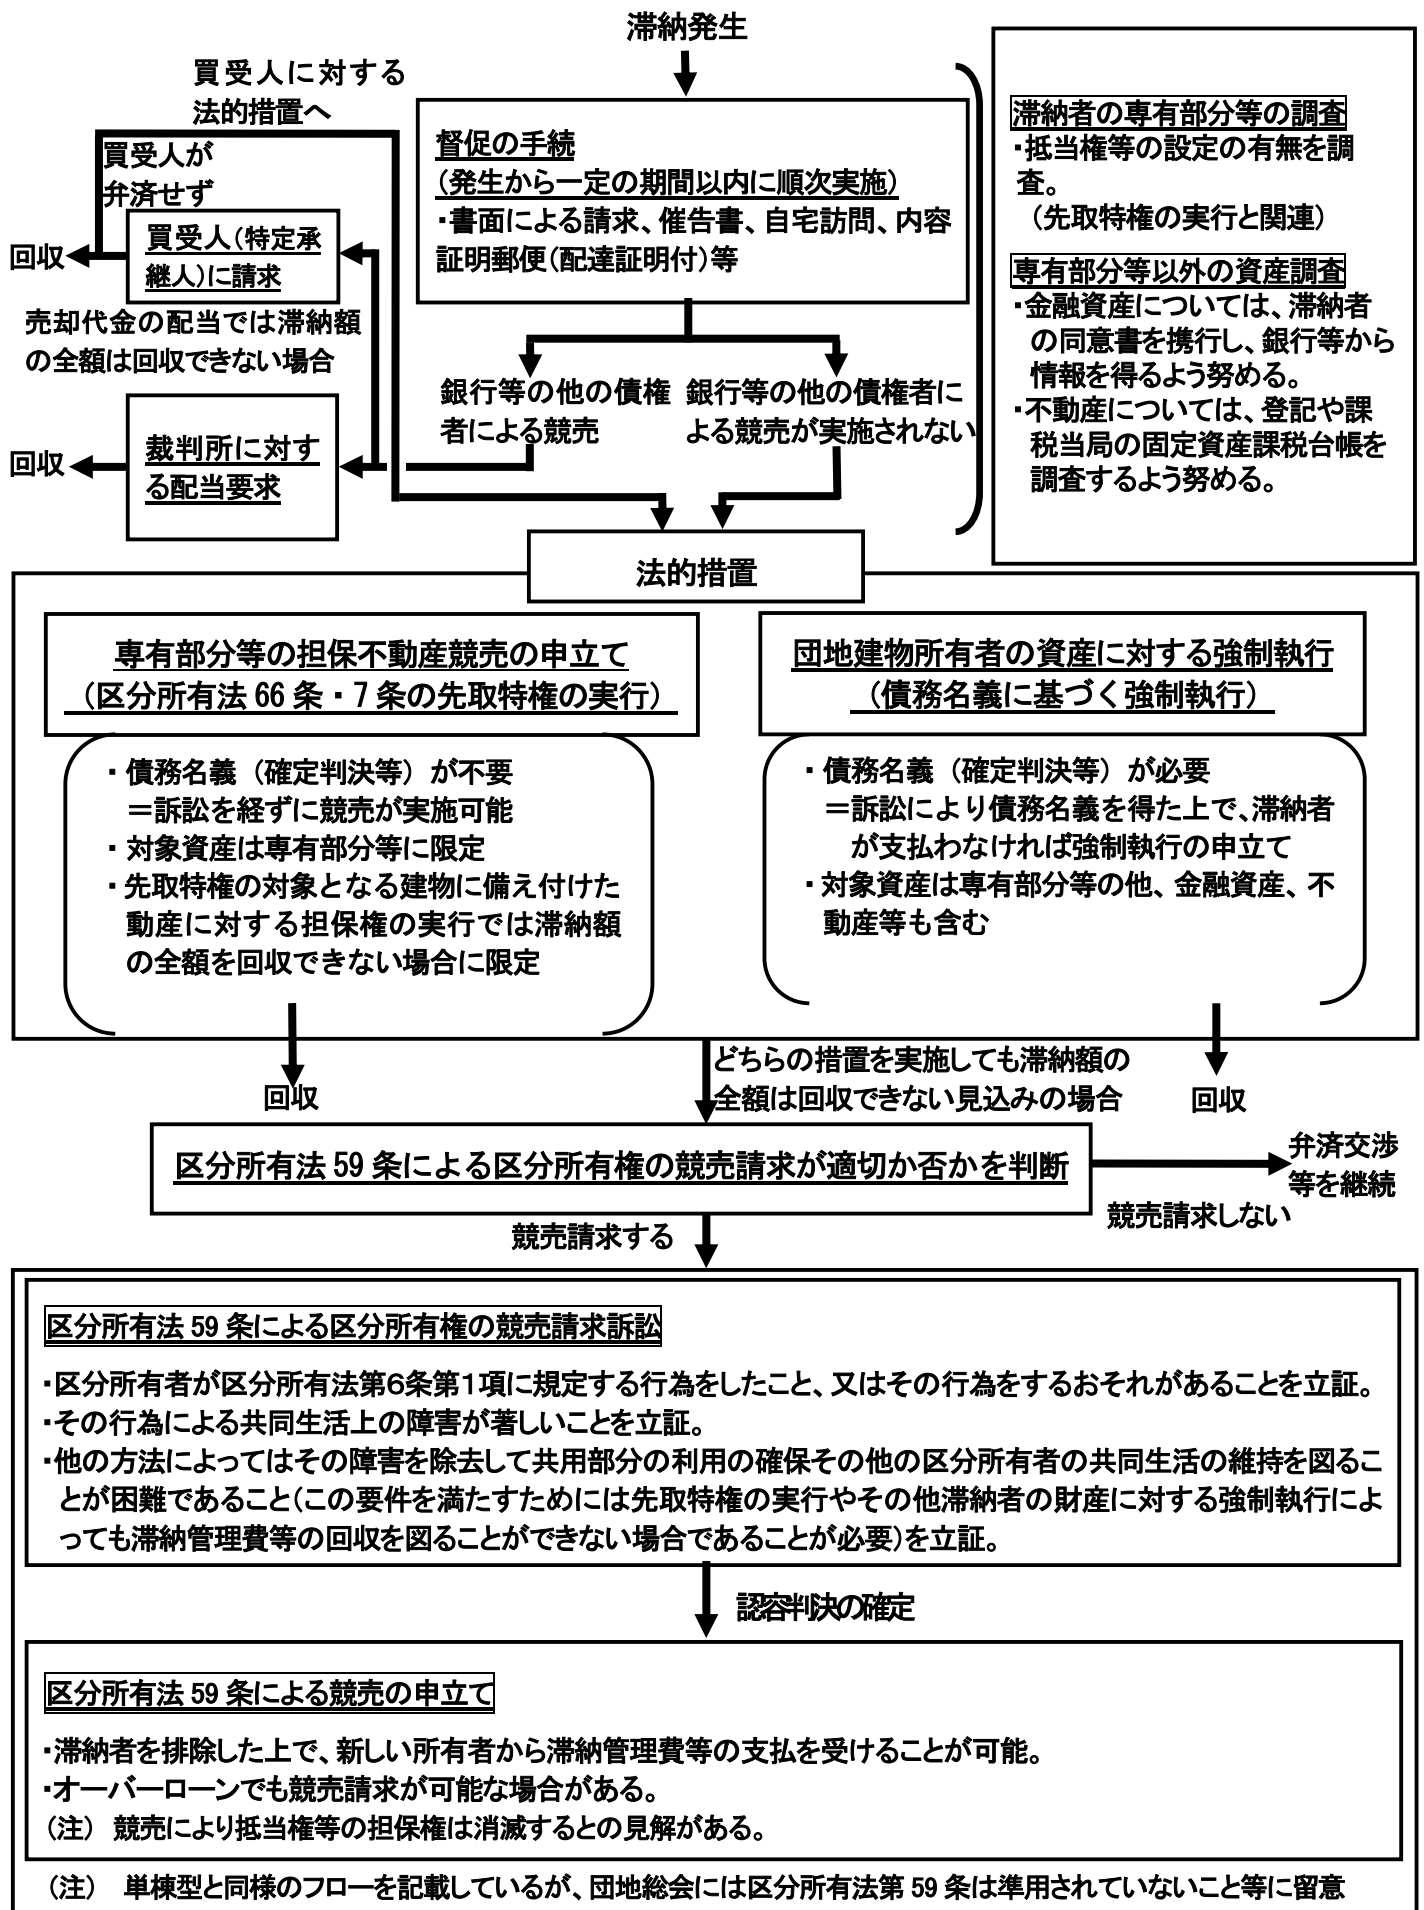 滞納発生
買受人に対する
法的措置へ
買受人が
弁済せず
回収
買受人（特定承
継人）に請求
売却代金の配当では滞納額
の全額は回収できない場合
回収
裁判所に対す
る配当要求
督促の手続
（発生から一定の期間以内に順次実施）
・書面による請求、催告書、自宅訪問、内容
証明郵便（配達証明付）等
銀行等の他の債権
者による競売
銀行等の他の債権者に
よる競売が実施されない
滞納者の専有部分等の調査
・抵当権等の設定の有無を調
査。
（先取特権の実行と関連）
専有部分等以外の資産調査
・金融資産については、滞納者
の同意書を携行し、銀行等から
情報を得るよう努める。
・不動産については、登記や課
税当局の固定資産課税台帳を
調査するよう努める。
法的措置
専有部分等の担保不動産競売の申立て
（区分所有法 66 条・7 条の先取特権の実行）
・債務名義（確定判決等）が不要
＝訴訟を経ずに競売が実施可能
・対象資産は専有部分等に限定
・先取特権の対象となる建物に備え付けた
動産に対する担保権の実行では滞納額
の全額を回収できない場合に限定
団地建物所有者の資産に対する強制執行
（債務名義に基づく強制執行）
・債務名義（確定判決等）が必要
＝訴訟により債務名義を得た上で、滞納者
が支払わなければ強制執行の申立て
・対象資産は専有部分等の他、金融資産、不
動産等も含む
回収
どちらの措置を実施しても滞納額の
全額は回収できない見込みの場合
回収
区分所有法 59 条による区分所有権の競売請求が適切か否かを判断
弁済交渉
等を継続
競売請求しない
競売請求する
区分所有法 59 条による区分所有権の競売請求訴訟
・区分所有者が区分所有法第６条第１項に規定する行為をしたこと、又はその行為をするおそれがあることを立証。
・その行為による共同生活上の障害が著しいことを立証。
・他の方法によってはその障害を除去して共用部分の利用の確保その他の区分所有者の共同生活の維持を図るこ
とが困難であること（この要件を満たすためには先取特権の実行やその他滞納者の財産に対する強制執行によ
っても滞納管理費等の回収を図ることができない場合であることが必要）を立証。
認容判決の確定
区分所有法 59 条による競売の申立て
・滞納者を排除した上で、新しい所有者から滞納管理費等の支払を受けることが可能。
・オーバーローンでも競売請求が可能な場合がある。
（注） 競売により抵当権等の担保権は消滅するとの見解がある。
（注） 単棟型と同様のフローを記載しているが、団地総会には区分所有法第 59 条は準用されていないこと等に留意